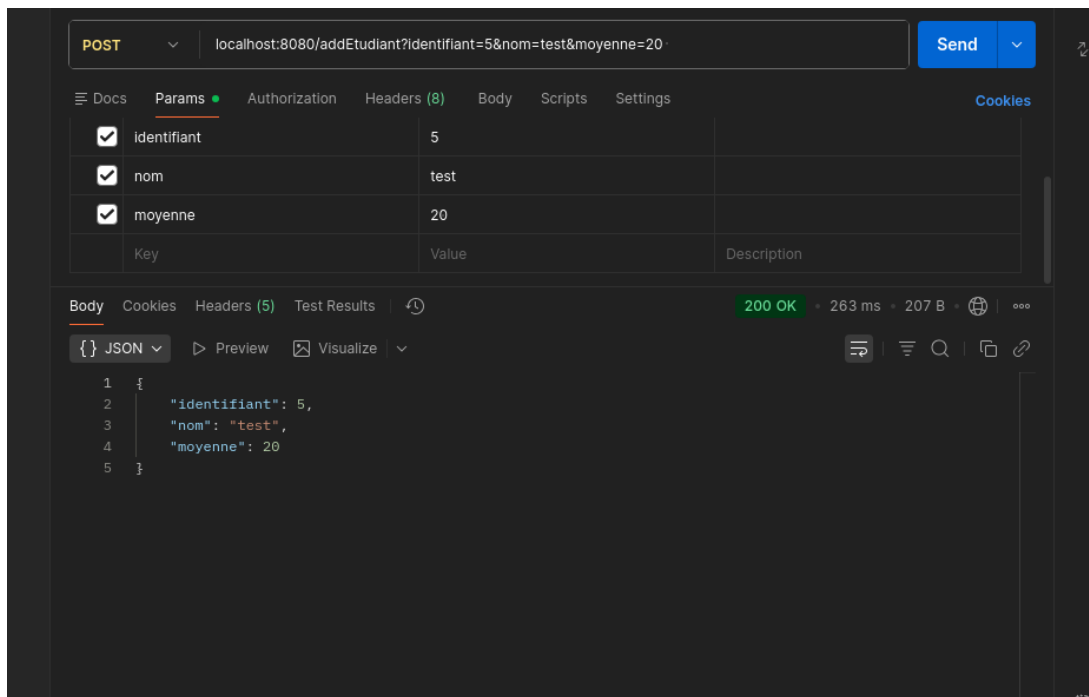 POST localhost:8080/addEtudiant?identifiant=5&nom=test&moyenne=20 Send
Docs Params Authorization Headers (8) Body Scripts Settings Cookies
identifiant 5
nom test
moyenne 20
Key Value Description
Body Cookies Headers (5) Test Results 200 OK 263 ms 207 B
{} JSON Preview Visualize
1 {
2 "identifiant": 5,
3 "nom": "test",
4 "moyenne": 20
5 }